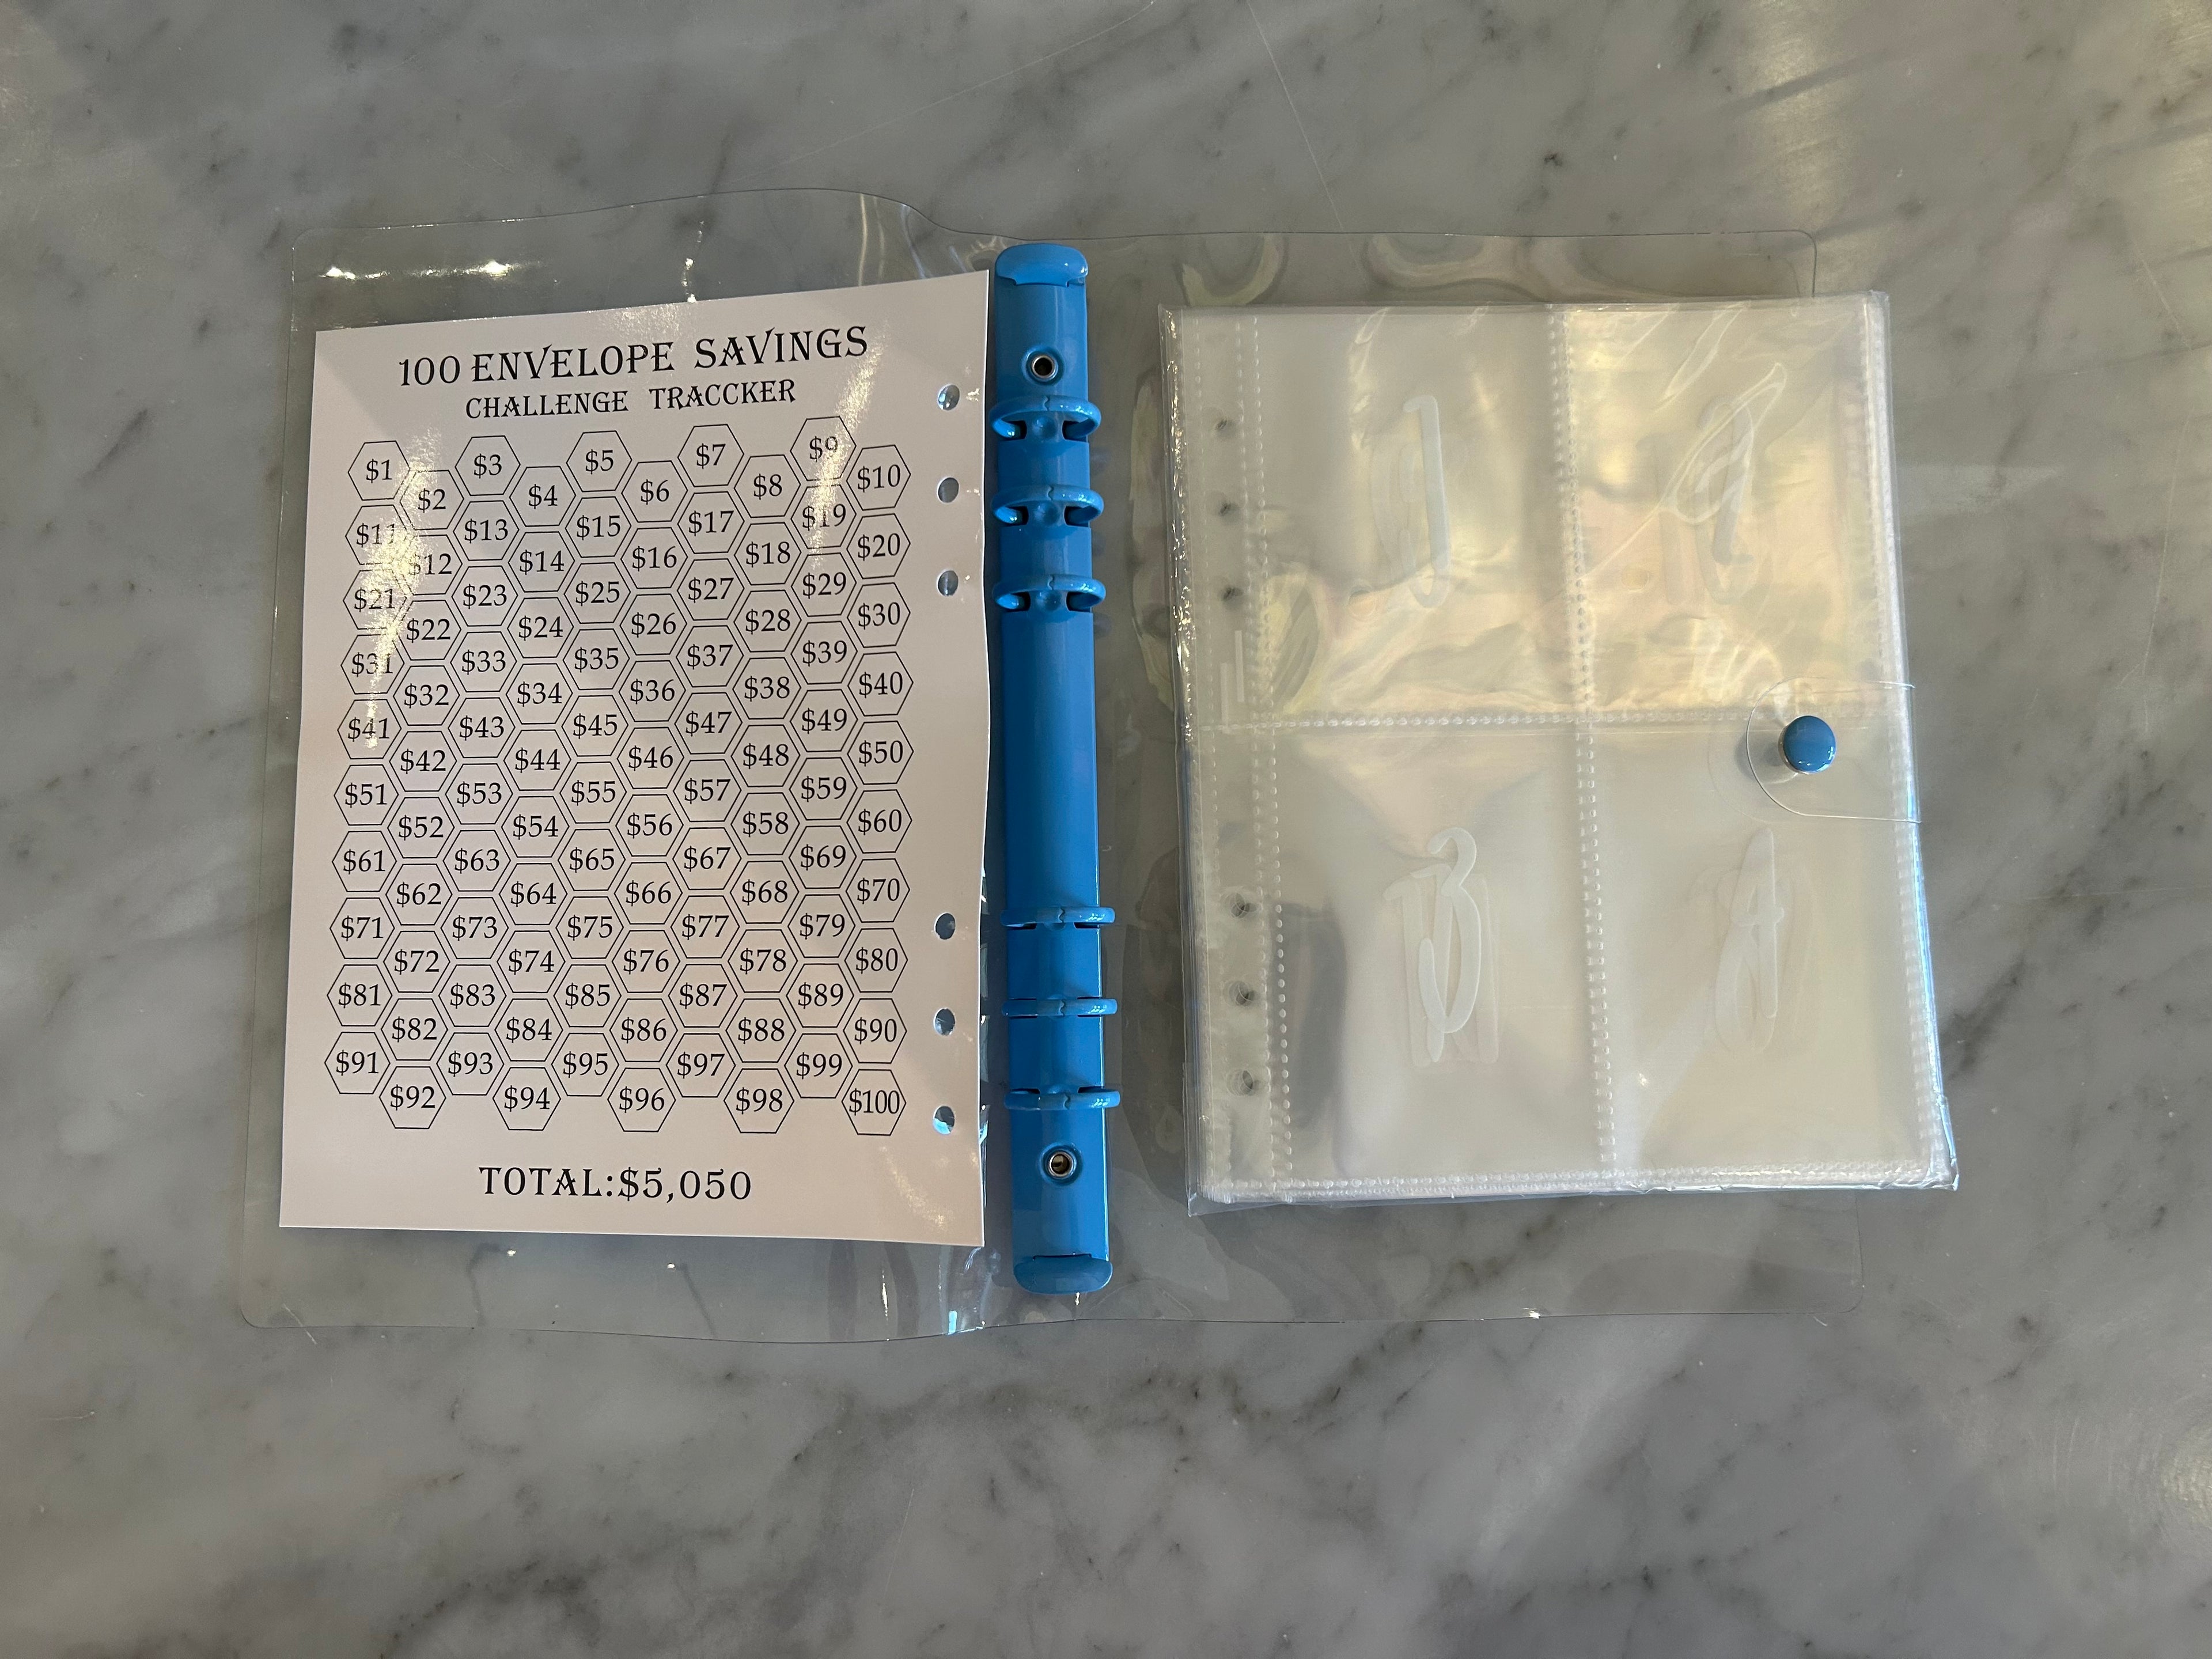 100 ENVELOPE SAVINGS
CHALLENGE TRACCKER
$1 $2 $3 $4 $5 $6 $7 $8 $9 $10
$11 $12 $13 $14 $15 $16 $17 $18 $19 $20
$21 $22 $23 $24 $25 $26 $27 $28 $29 $30
$31 $32 $33 $34 $35 $36 $37 $38 $39 $40
$41 $42 $43 $44 $45 $46 $47 $48 $49 $50
$51 $52 $53 $54 $55 $56 $57 $58 $59 $60
$61 $62 $63 $64 $65 $66 $67 $68 $69 $70
$71 $72 $73 $74 $75 $76 $77 $78 $79 $80
$81 $82 $83 $84 $85 $86 $87 $88 $89 $90
$91 $92 $93 $94 $95 $96 $97 $98 $99 $100
TOTAL:$5,050
1 2
3 4